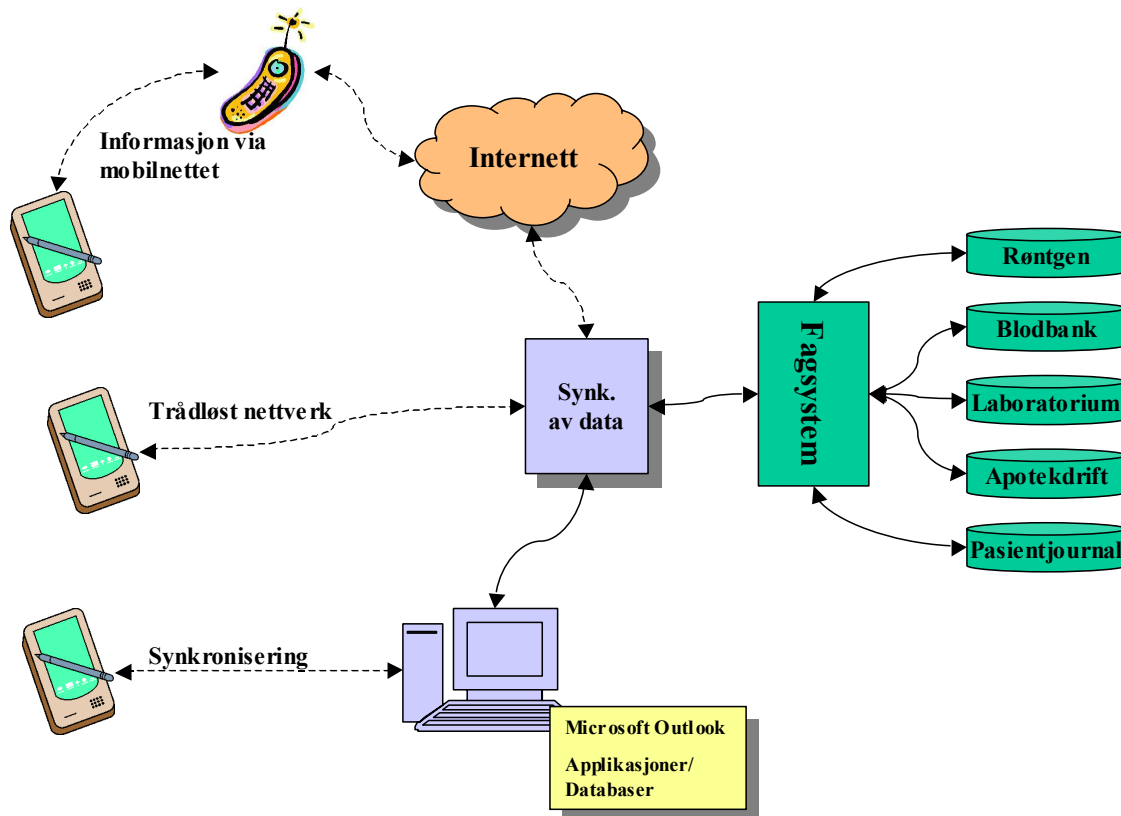 Informasjon via
mobilnettet
Internett
Røntgen
Blodbank
Fagsystem
Laboratorium
Synk.
av data
Trådløst nettverk
Apotekdrift
Pasientjournal
Synkronisering
Microsoft Outlook
Applikasjoner/
Databaser